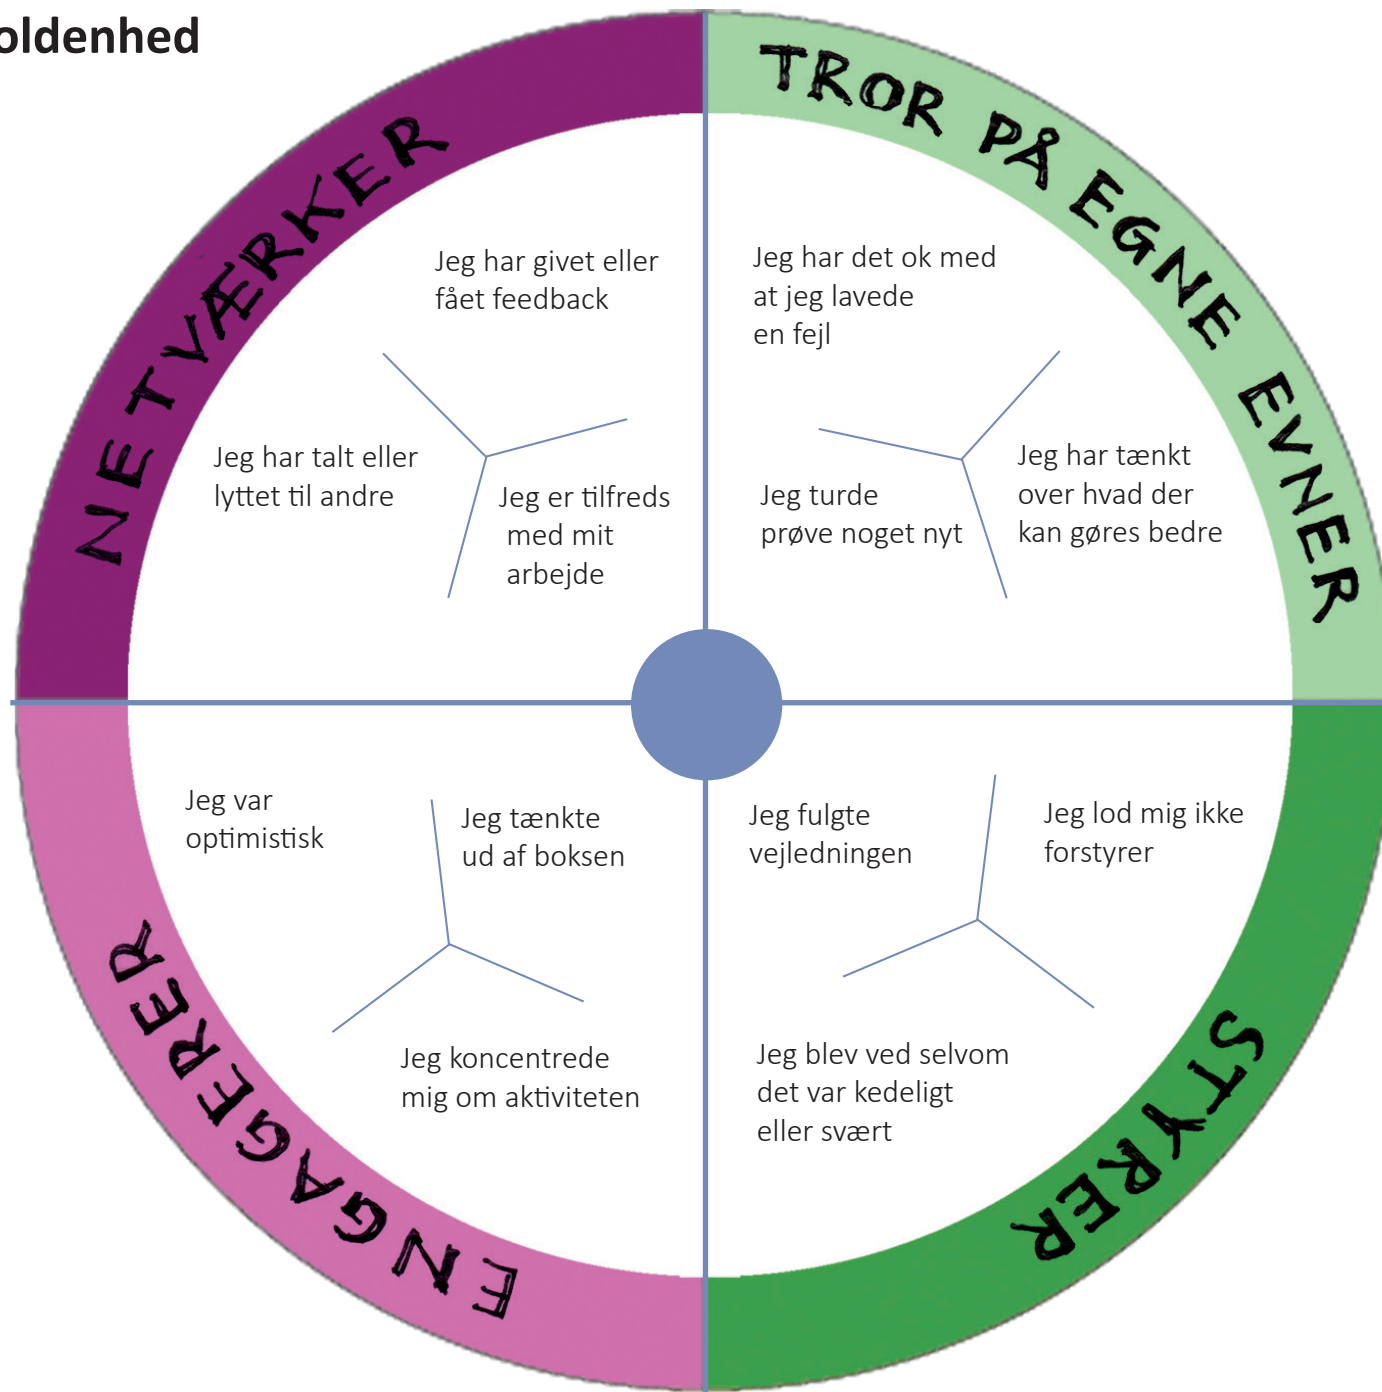 oldenhed
NETVÆRKER
Jeg har givet eller
fået feedback
Jeg har talt eller
lyttet til andre
Jeg er tilfreds
med mit
arbejde
TROR PÅ EGNE EVNER
Jeg har det ok med
at jeg lavede
en fejl
Jeg turde
prøve noget nyt
Jeg har tænkt
over hvad der
kan gøres bedre
ENGAGERER
Jeg var
optimistisk
Jeg tænkte
ud af boksen
Jeg koncentrede
mig om aktiviteten
STYRER
Jeg fulgte
vejledningen
Jeg lod mig ikke
forstyrer
Jeg blev ved selvom
det var kedeligt
eller svært